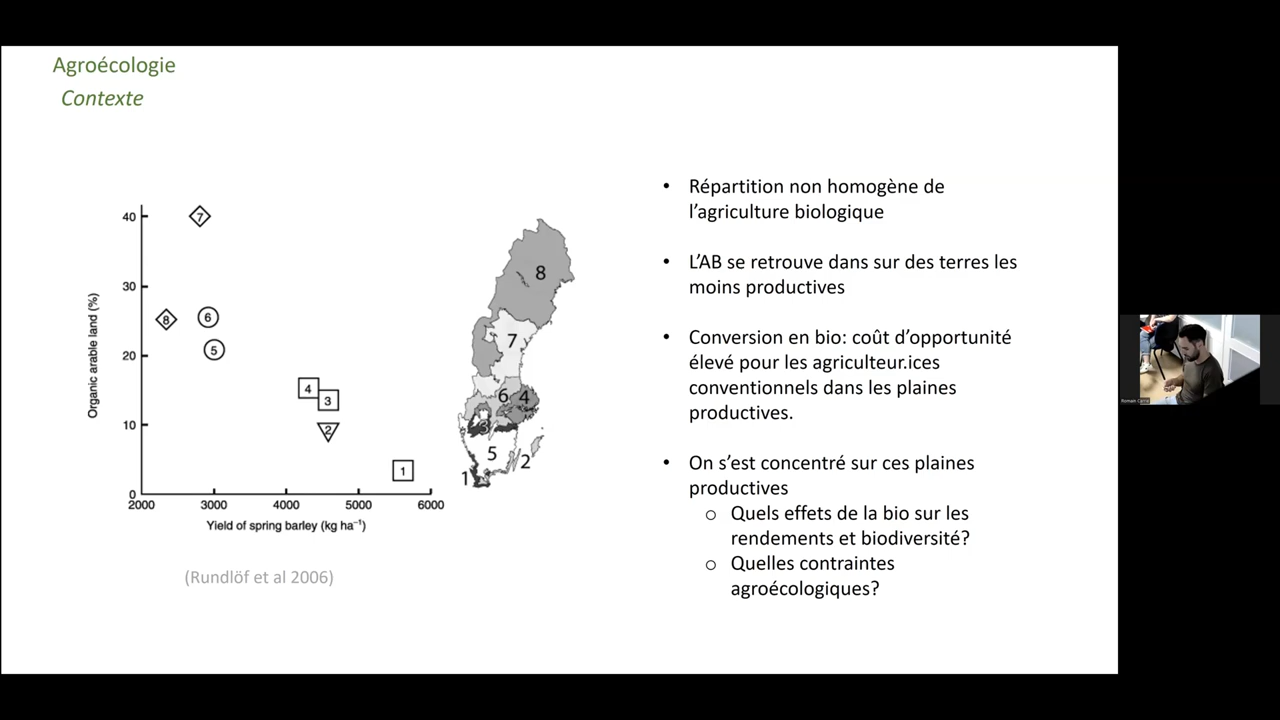 Agroécologie
Contexte
40
30
20
10
0
Organic arable land (%)
7
8
6
5
4
3
2
1
2000 3000 4000 5000 6000
Yield of spring barley (kg ha⁻¹)
8
7
6 4
3
5
2
1
(Rundlöf et al 2006)
• Répartition non homogène de
l’agriculture biologique
• L’AB se retrouve dans sur des terres les
moins productives
• Conversion en bio: coût d’opportunité
élevé pour les agriculteur.ices
conventionnels dans les plaines
productives.
• On s’est concentré sur ces plaines
productives
o Quels effets de la bio sur les
rendements et biodiversité?
o Quelles contraintes
agroécologiques?